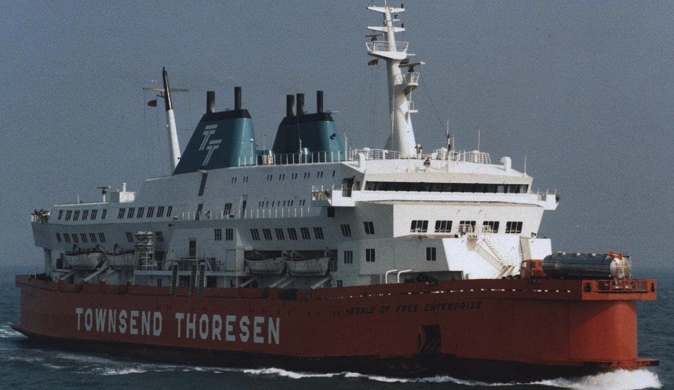 TT
TOWNSEND THORESEN
HERALD OF FREE ENTERPRISE